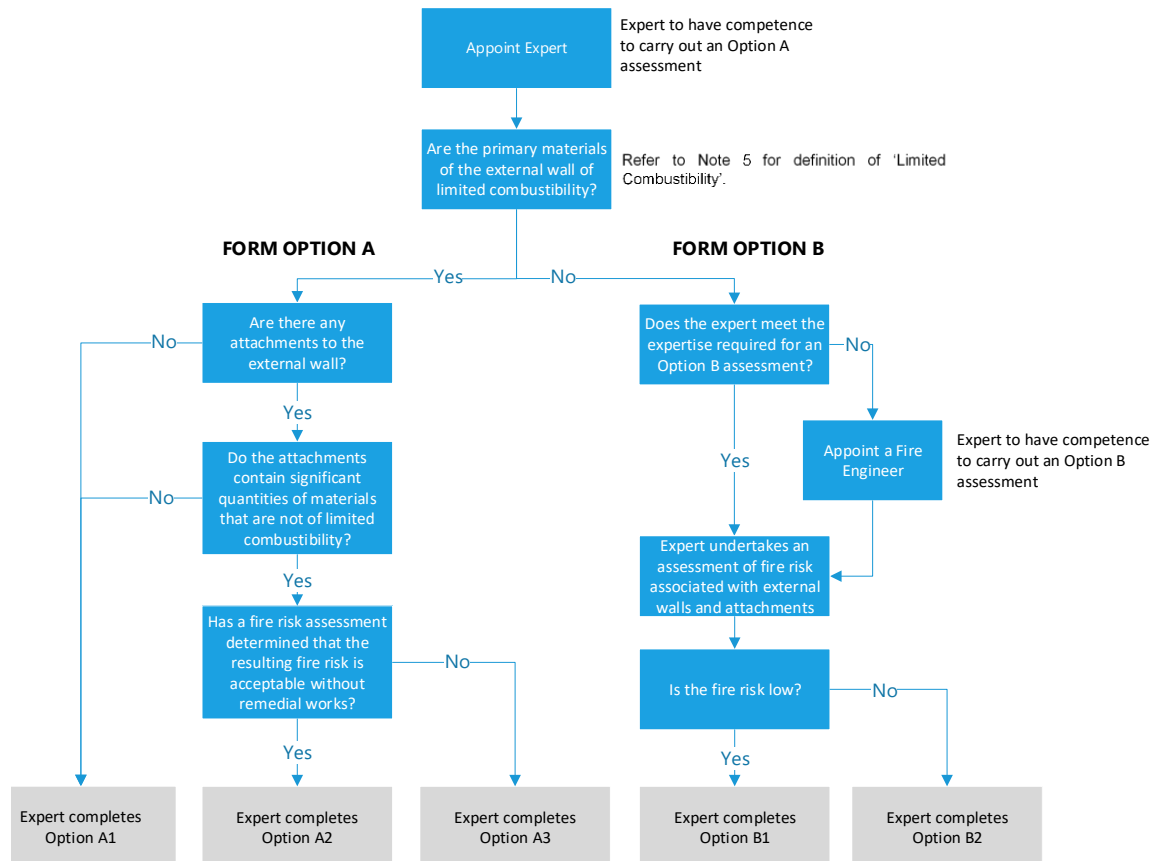 Appoint Expert
Expert to have competence
to carry out an Option A
assessment
Are the primary materials
of the external wall of
limited combustibility?
Refer to Note 5 for definition of ‘Limited
Combustibility’.
FORM OPTION A
FORM OPTION B
Yes
No
Are there any
attachments to the
external wall?
No
Does the expert meet the
expertise required for an
Option B assessment?
No
Yes
Do the attachments
contain significant
quantities of materials
that are not of limited
combustibility?
No
Yes
Appoint a Fire
Engineer
Expert to have competence
to carry out an Option B
assessment
Expert undertakes an
assessment of fire risk
associated with external
walls and attachments
Yes
Has a fire risk assessment
determined that the
resulting fire risk is
acceptable without
remedial works?
No
Is the fire risk low?
No
Yes
Yes
Expert completes
Option A1
Expert completes
Option A2
Expert completes
Option A3
Expert completes
Option B1
Expert completes
Option B2